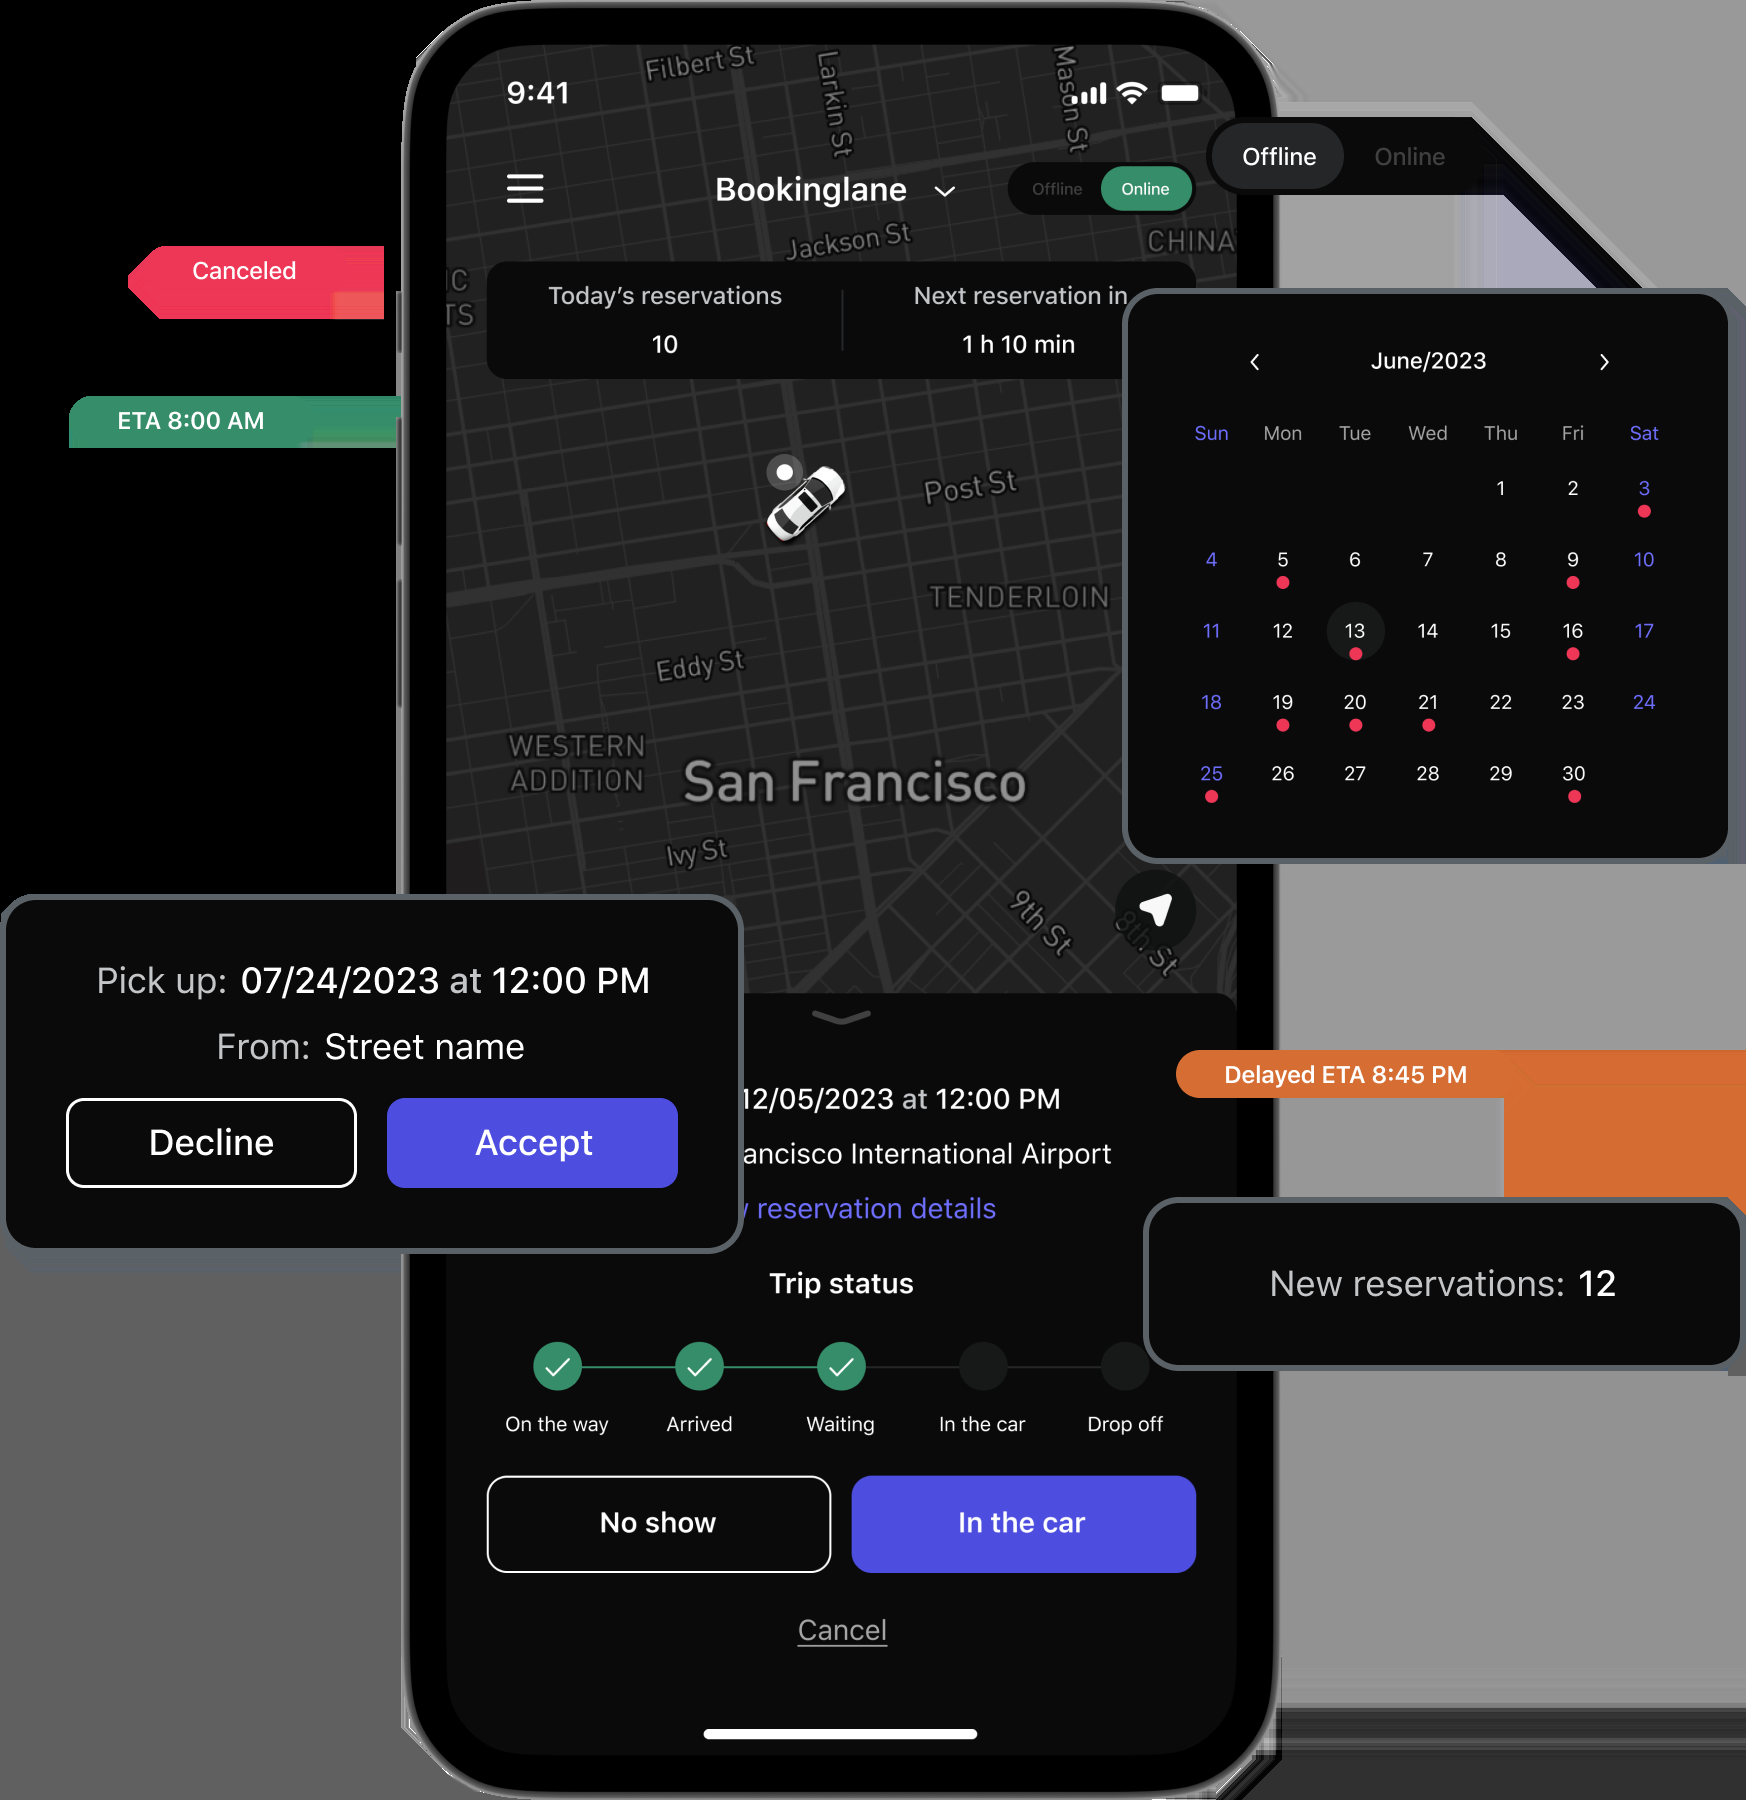 Filbert St
Larkin St
Mason St
9:41
Offline Online
Bookinglane
Offline Online
Jackson St
CHINA
Canceled
IC
TS
Today's reservations
10
Next reservation in
1 h 10 min
June/2023
ETA 8:00 AM
Sun Mon Tue Wed Thu Fri Sat
1 2 3
4 5 6 7 8 9 10
11 12 13 14 15 16 17
18 19 20 21 22 23 24
25 26 27 28 29 30
Post St
TENDERLOIN
Eddy St
WESTERN
ADDITION
San Francisco
Ivy St
9th St
8th St
Pick up: 07/24/2023 at 12:00 PM
From: Street name
Decline Accept
12/05/2023 at 12:00 PM
ancisco International Airport
reservation details
Delayed ETA 8:45 PM
New reservations: 12
Trip status
On the way Arrived Waiting In the car Drop off
No show In the car
Cancel